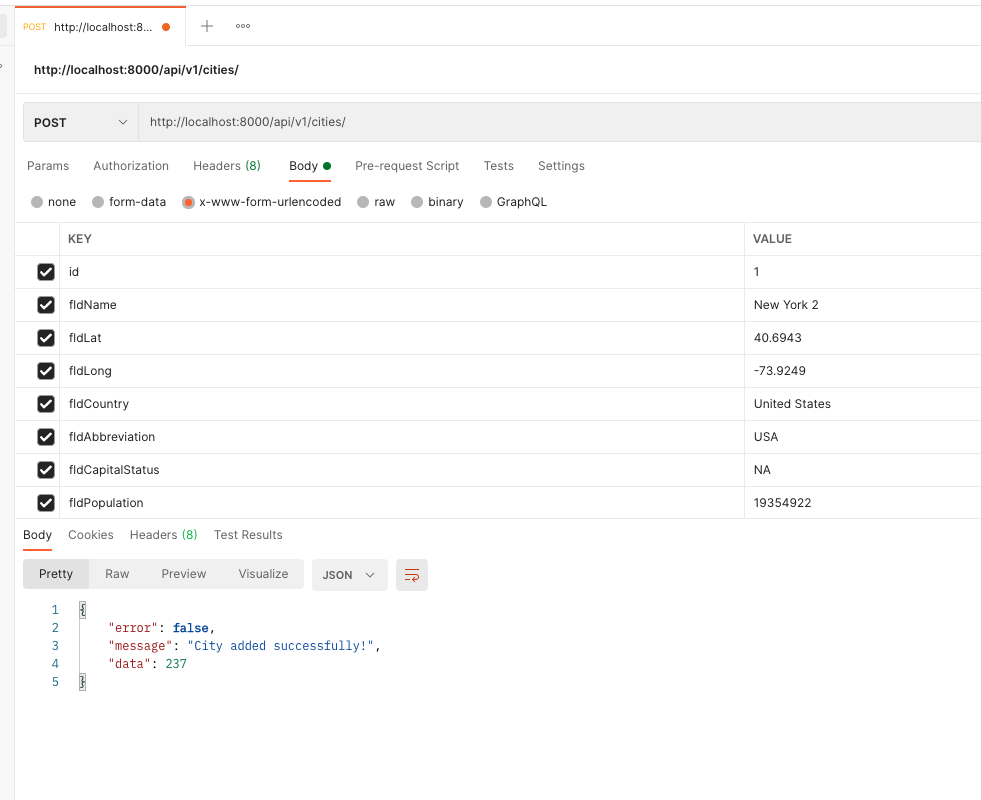 POST http://localhost:8...
http://localhost:8000/api/v1/cities/
POST http://localhost:8000/api/v1/cities/
Params Authorization Headers (8) Body Pre-request Script Tests Settings
none form-data x-www-form-urlencoded raw binary GraphQL
KEY VALUE
id 1
fldName New York 2
fldLat 40.6943
fldLong -73.9249
fldCountry United States
fldAbbreviation USA
fldCapitalStatus NA
fldPopulation 19354922
Body Cookies Headers (8) Test Results
Pretty Raw Preview Visualize JSON
1 {
2 "error": false,
3 "message": "City added successfully!",
4 "data": 237
5 }